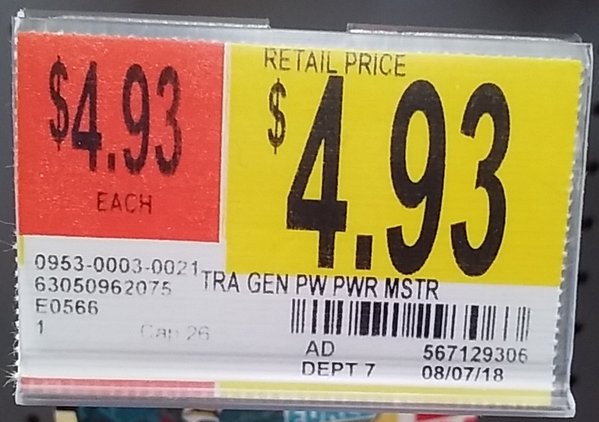 $4.93
EACH
RETAIL PRICE
$4.93
0953-0003-0021
63050962075
E0566
1 Cap 26
TRA GEN PW PWR MSTR
AD 567129306
DEPT 7 08/07/18